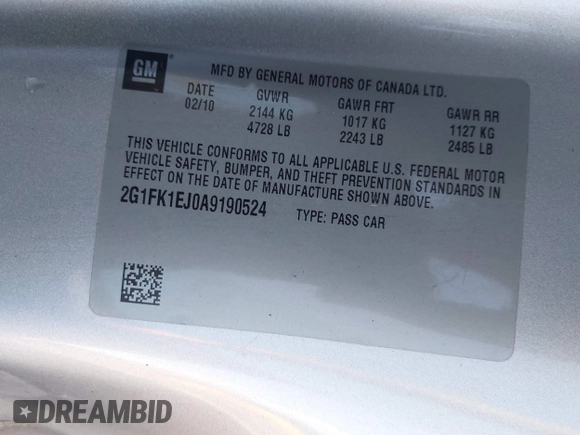 GM
MFD BY GENERAL MOTORS OF CANADA LTD.
DATE GVWR GAWR FRT GAWR RR
02/10 2144 KG 1017 KG 1127 KG
4728 LB 2243 LB 2485 LB
THIS VEHICLE CONFORMS TO ALL APPLICABLE U.S. FEDERAL MOTOR
VEHICLE SAFETY, BUMPER, AND THEFT PREVENTION STANDARDS IN
EFFECT ON THE DATE OF MANUFACTURE SHOWN ABOVE.
2G1FK1EJ0A9190524 TYPE: PASS CAR
DREAMBID